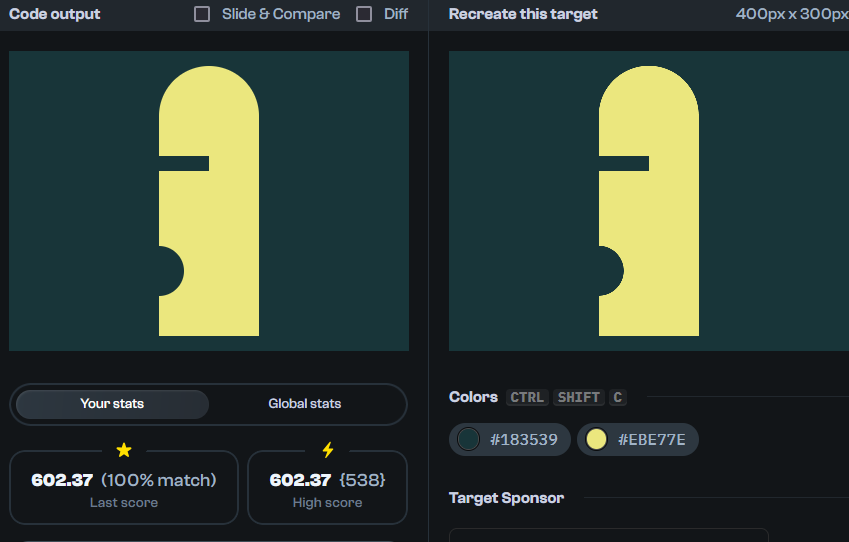 Code output
Slide & Compare
Diff
Recreate this target
400px x 300px
Your stats
Global stats
602.37 (100% match)
Last score
602.37 {538}
High score
Colors CTRL SHIFT C
#183539
#EBE77E
Target Sponsor